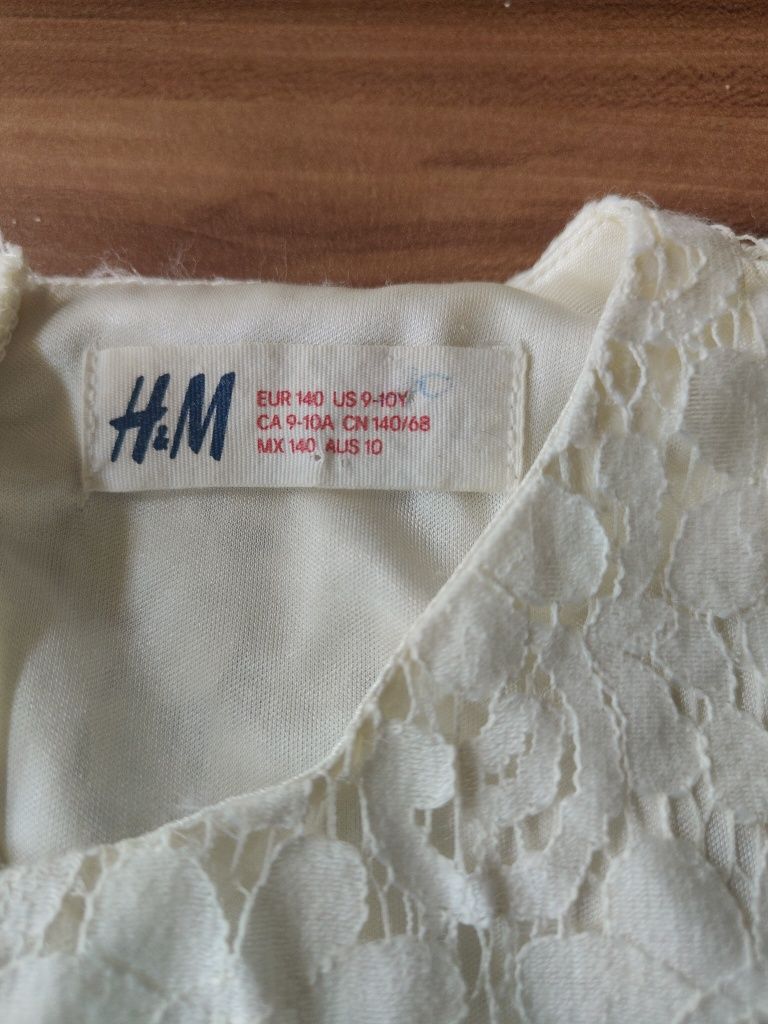 H&M
EUR 140 US 9-10Y
CA 9-10A CN 140/68
MX 140 AUS 10